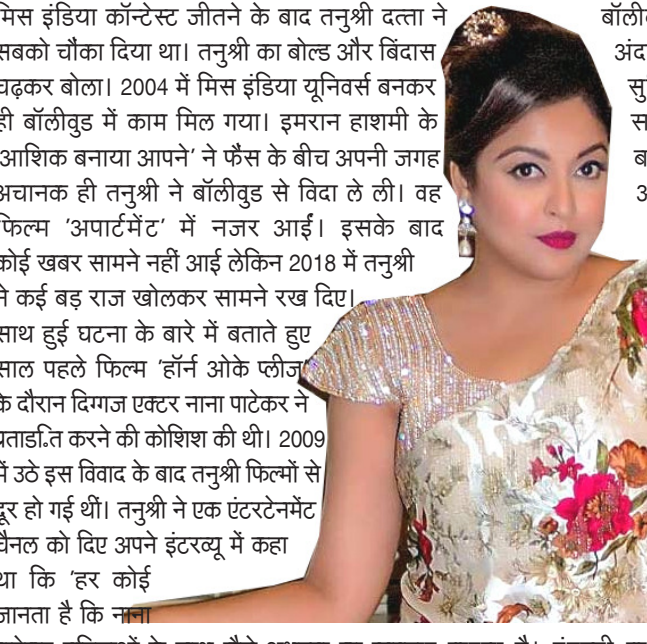 मिस इंडिया कॉन्टेस्ट जीतने के बाद तनुश्री दत्ता ने
सबको चौंका दिया था। तनुश्री का बोल्ड और बिंदास
चढ़कर बोला। 2004 में मिस इंडिया यूनिवर्स बनकर
ही बॉलीवुड में काम मिल गया। इमरान हाशमी के
'आशिक बनाया आपने' ने फैंस के बीच अपनी जगह
अचानक ही तनुश्री ने बॉलीवुड से विदा ले ली। वह
फिल्म 'अपार्टमेंट' में नजर आईं। इसके बाद
कोई खबर सामने नहीं आई लेकिन 2018 में तनुश्री
ने कई बड़ राज खोलकर सामने रख दिए।
साथ हुई घटना के बारे में बताते हुए
साल पहले फिल्म 'हॉर्न ओके प्लीज'
के दौरान दिग्गज एक्टर नाना पाटेकर ने
प्रताडि़त करने की कोशिश की थी। 2009
में उठे इस विवाद के बाद तनुश्री फिल्मों से
दूर हो गई थीं। तनुश्री ने एक एंटरटेनमेंट
चैनल को दिए अपने इंटरव्यू में कहा
था कि 'हर कोई
जानता है कि नाना